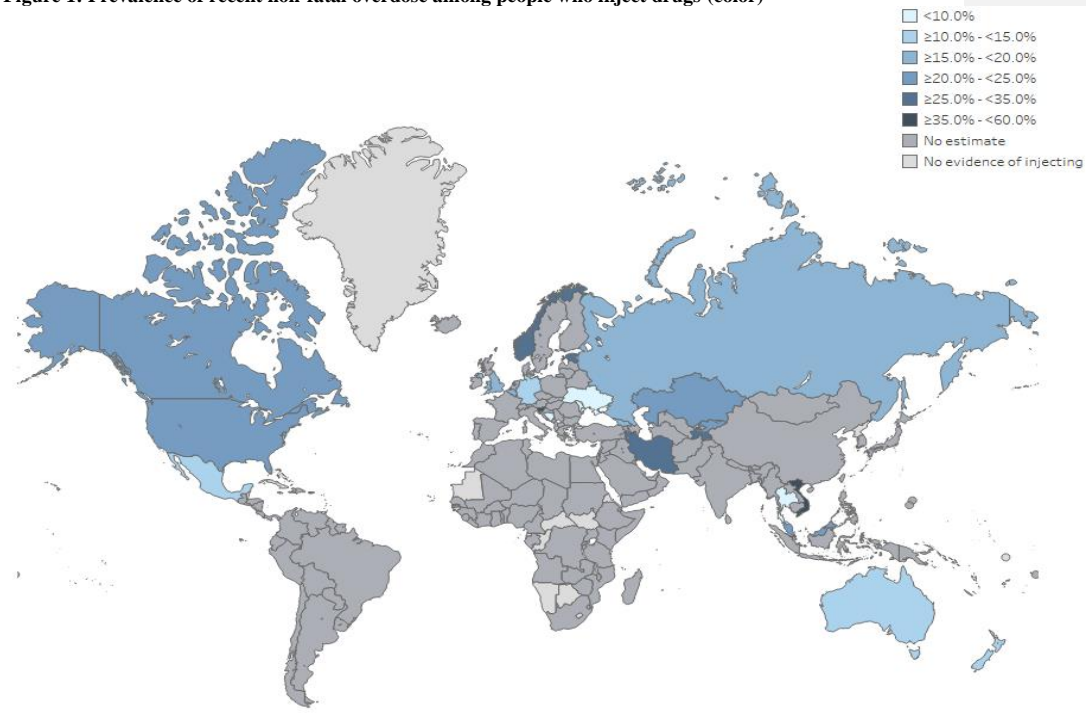 Figure 1. Prevalence of recent non-fatal overdose among people who inject drugs (color)
<10.0%
≥10.0% - <15.0%
≥15.0% - <20.0%
≥20.0% - <25.0%
≥25.0% - <35.0%
≥35.0% - <60.0%
No estimate
No evidence of injecting